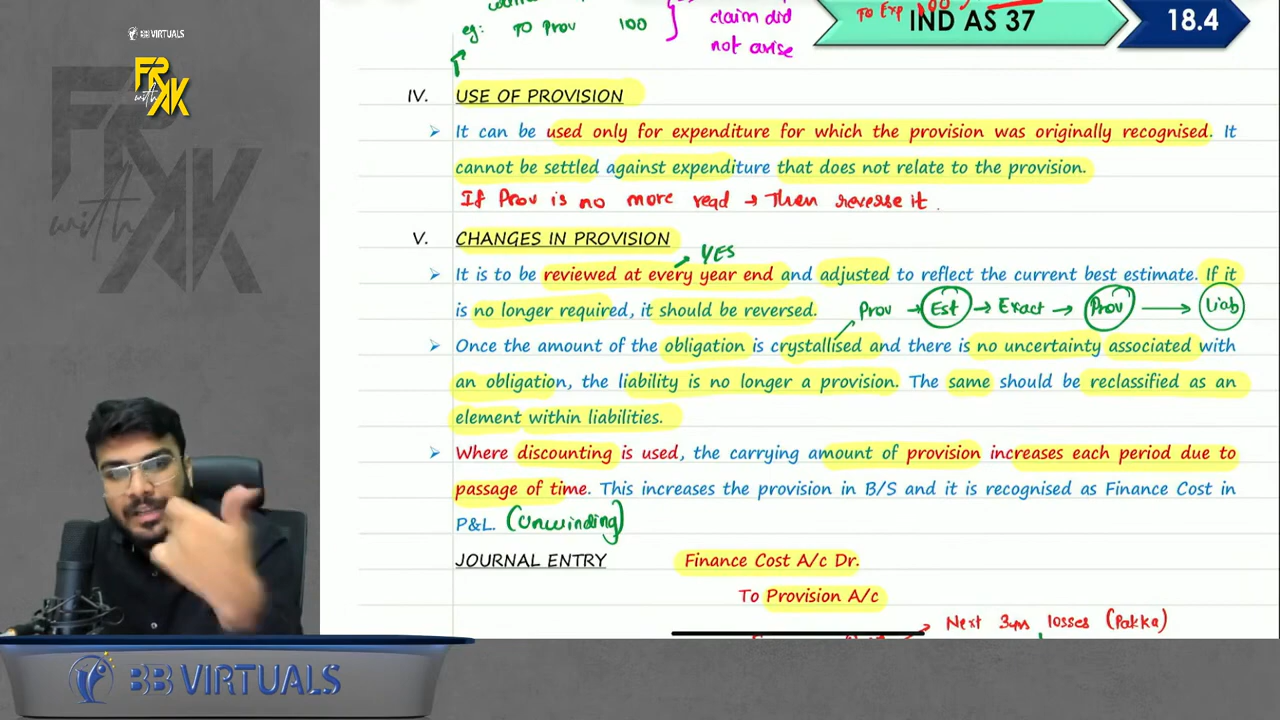 BB VIRTUALS
FR
with
AK
FR
with
AK
eg: TO Prov 100
claim did
not arise
To Exp
IND AS 37
18.4
IV. USE OF PROVISION
➢ It can be used only for expenditure for which the provision was originally recognised. It
cannot be settled against expenditure that does not relate to the provision.
If Prov is no more reqd → Then reverse it.
V. CHANGES IN PROVISION
YES
➢ It is to be reviewed at every year end and adjusted to reflect the current best estimate. If it
is no longer required, it should be reversed.
Prov → Est → Exact → Prov → Liab
➢ Once the amount of the obligation is crystallised and there is no uncertainty associated with
an obligation, the liability is no longer a provision. The same should be reclassified as an
element within liabilities.
➢ Where discounting is used, the carrying amount of provision increases each period due to
passage of time. This increases the provision in B/S and it is recognised as Finance Cost in
P&L. (Unwinding)
JOURNAL ENTRY Finance Cost A/c Dr.
To Provision A/c
Next 3yrs losses (Pakka)
BB VIRTUALS